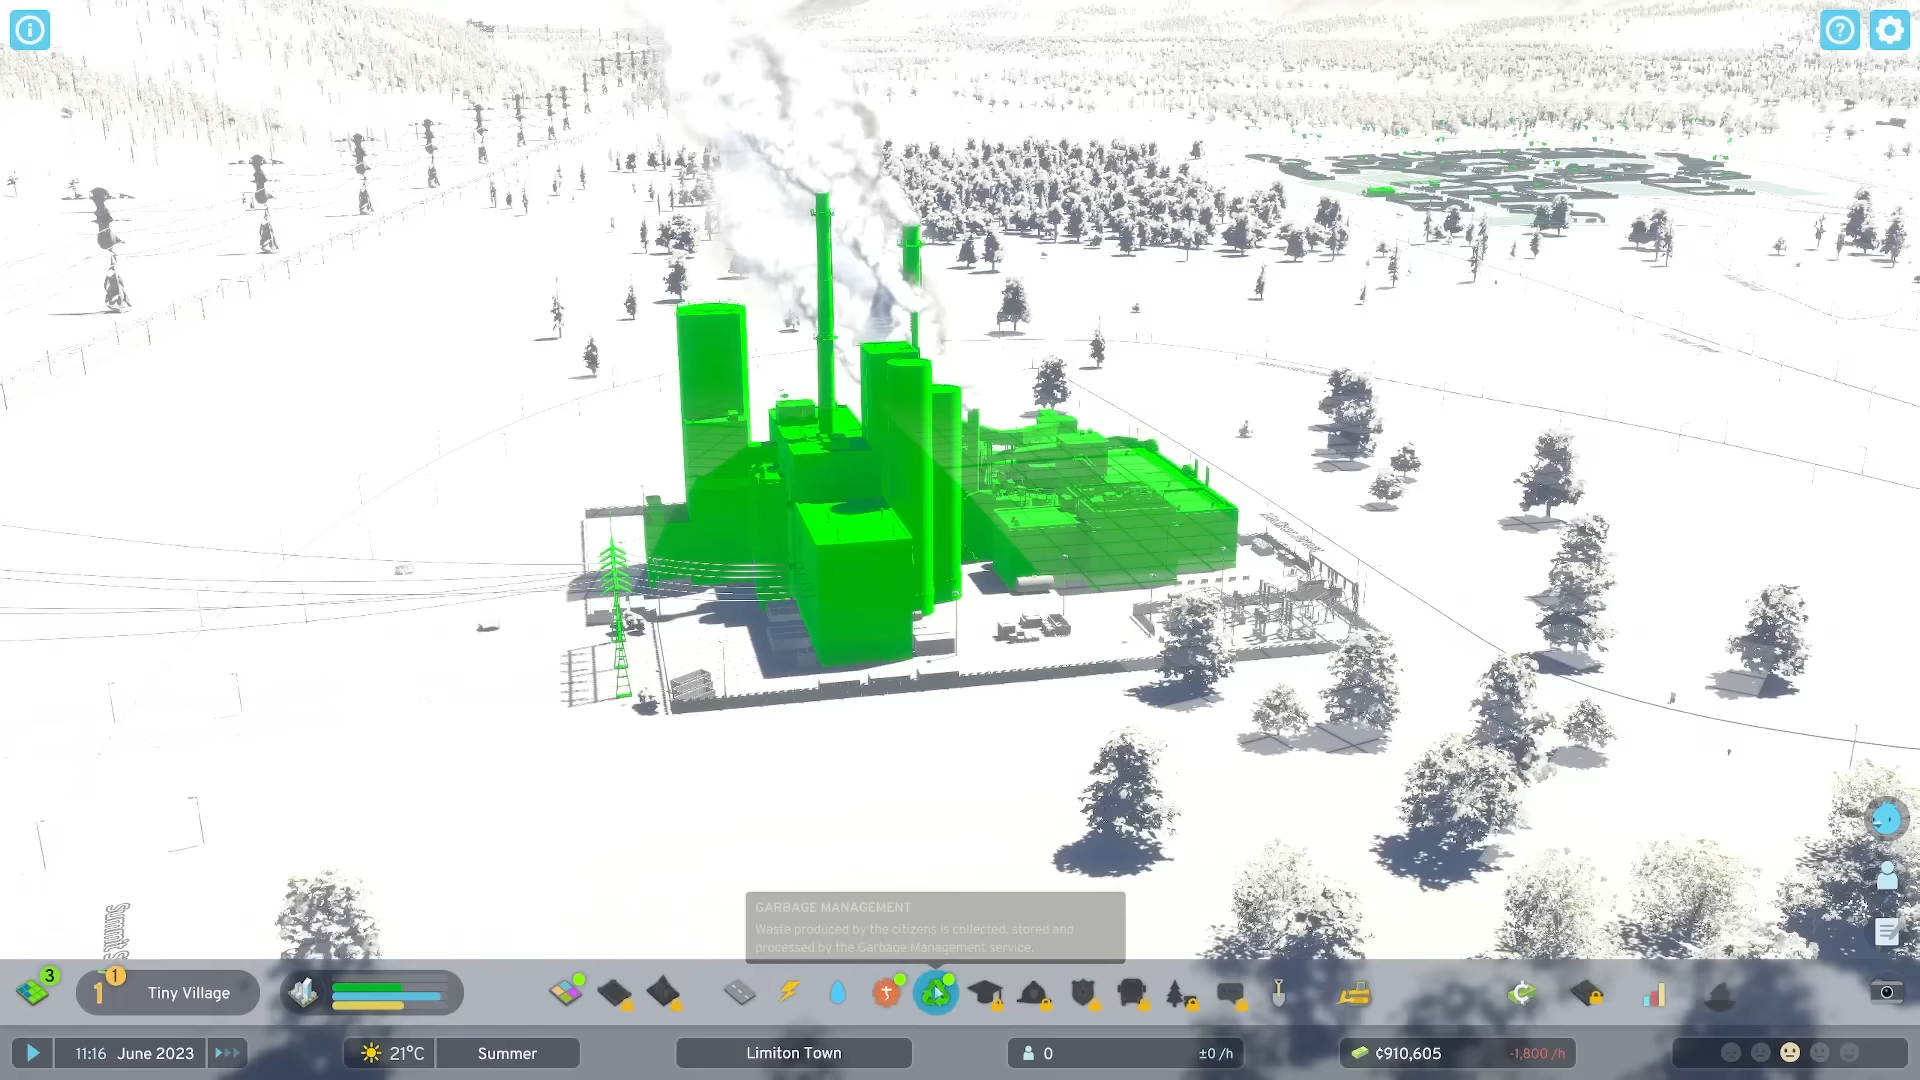 GARBAGE MANAGEMENT
Waste produced by the citizens is collected, stored and
processed by the Garbage Management service.
3
1
1
Tiny Village
11:16 June 2023
21°C
Summer
Limiton Town
0
±0 /h
¢910,605
-1,800 /h